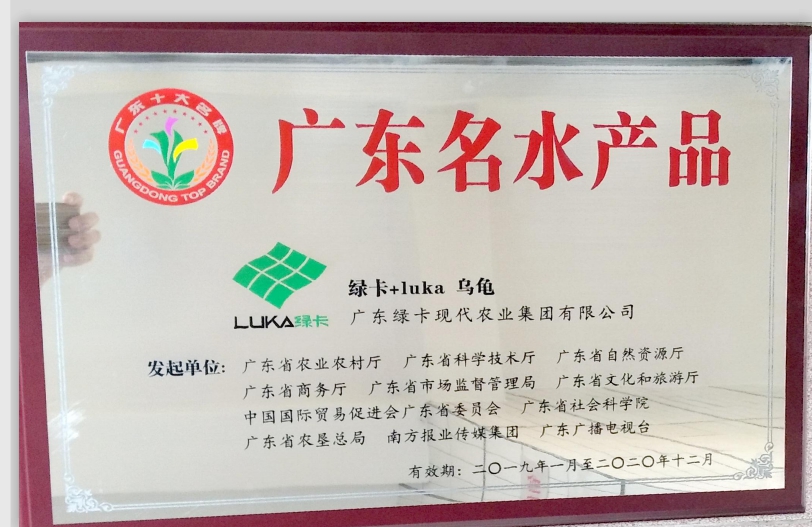 广东十大名牌
GUANGDONG TOP BRAND
广东名水产品
LUKA绿卡
绿卡+luka 乌龟
广东绿卡现代农业集团有限公司
发起单位: 广东省农业农村厅 广东省科学技术厅 广东省自然资源厅
广东省商务厅 广东省市场监督管理局 广东省文化和旅游厅
中国国际贸易促进会广东省委员会 广东省社会科学院
广东省农垦总局 南方报业传媒集团 广东广播电视台
有效期: 二〇一九年一月至二〇二〇年十二月